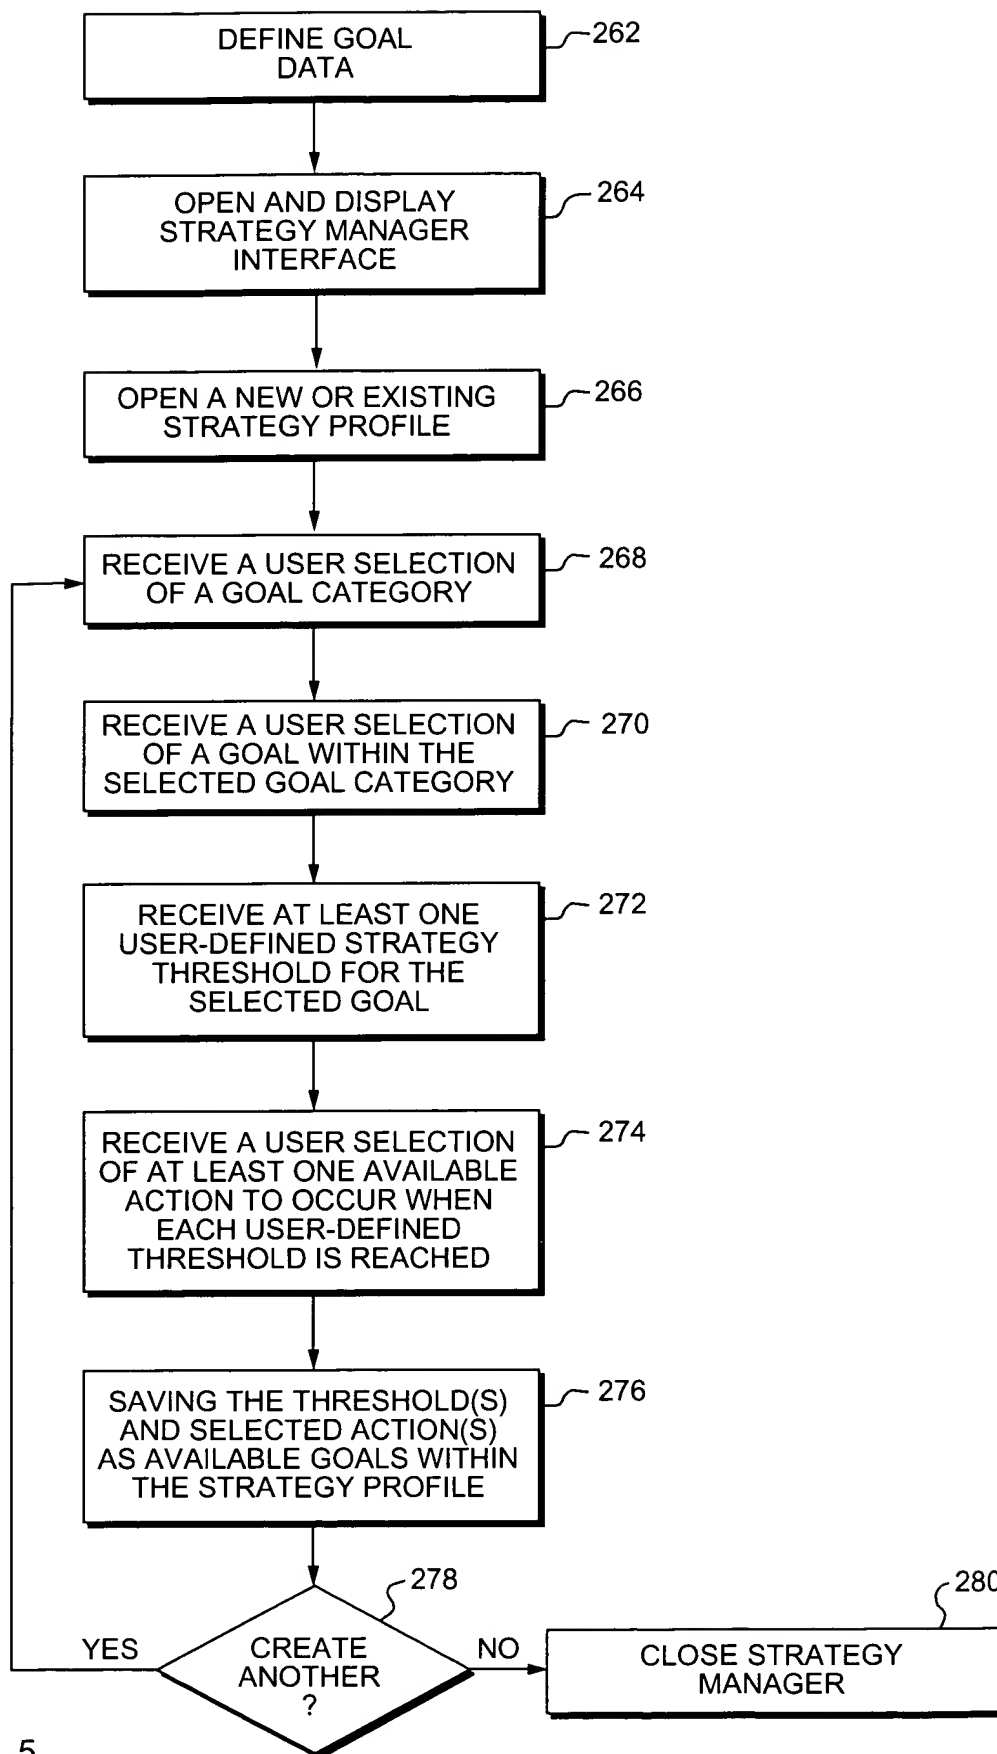 DEFINE GOAL
DATA
262
OPEN AND DISPLAY
STRATEGY MANAGER
INTERFACE
264
OPEN A NEW OR EXISTING
STRATEGY PROFILE
266
RECEIVE A USER SELECTION
OF A GOAL CATEGORY
268
RECEIVE A USER SELECTION
OF A GOAL WITHIN THE
SELECTED GOAL CATEGORY
270
RECEIVE AT LEAST ONE
USER-DEFINED STRATEGY
THRESHOLD FOR THE
SELECTED GOAL
272
RECEIVE A USER SELECTION
OF AT LEAST ONE AVAILABLE
ACTION TO OCCUR WHEN
EACH USER-DEFINED
THRESHOLD IS REACHED
274
SAVING THE THRESHOLD(S)
AND SELECTED ACTION(S)
AS AVAILABLE GOALS WITHIN
THE STRATEGY PROFILE
276
278
YES
CREATE
ANOTHER
?
NO
280
CLOSE STRATEGY
MANAGER
5